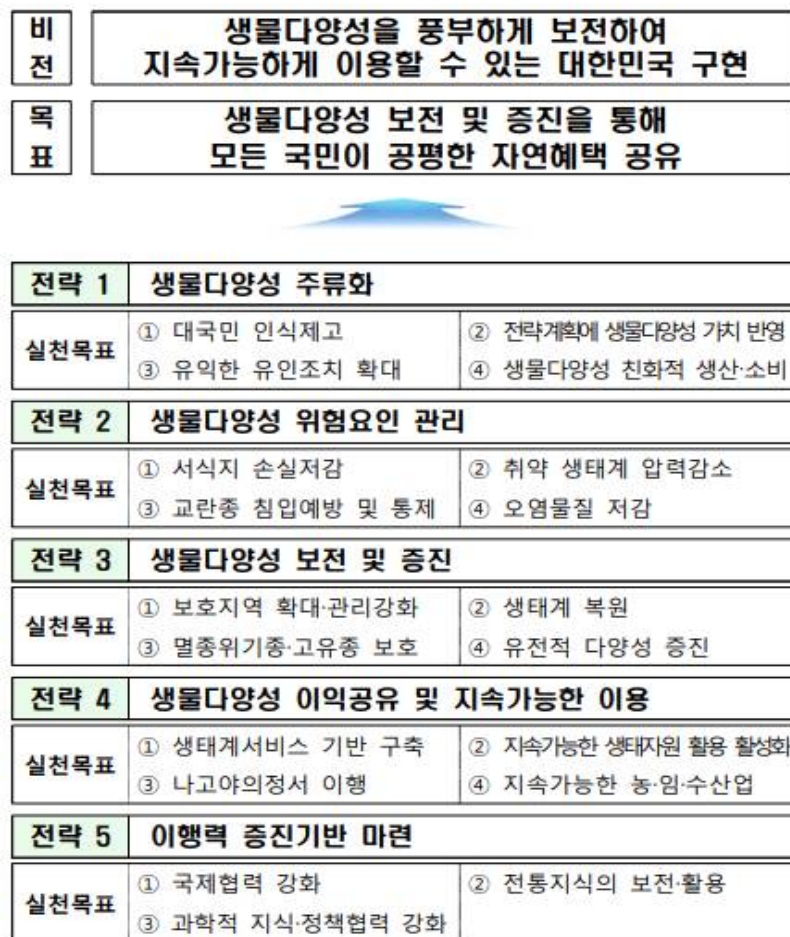 비전
생물다양성을 풍부하게 보전하여
지속가능하게 이용할 수 있는 대한민국 구현
목표
생물다양성 보전 및 증진을 통해
모든 국민이 공평한 자연혜택 공유
전략 1 생물다양성 주류화
실천목표
① 대국민 인식제고 ② 전략계획에 생물다양성 가치 반영
③ 유익한 유인조치 확대 ④ 생물다양성 친화적 생산·소비
전략 2 생물다양성 위험요인 관리
실천목표
① 서식지 손실저감 ② 취약 생태계 압력감소
③ 교란종 침입예방 및 통제 ④ 오염물질 저감
전략 3 생물다양성 보전 및 증진
실천목표
① 보호지역 확대·관리강화 ② 생태계 복원
③ 멸종위기종·고유종 보호 ④ 유전적 다양성 증진
전략 4 생물다양성 이익공유 및 지속가능한 이용
실천목표
① 생태계서비스 기반 구축 ② 지속가능한 생태자원 활용 활성화
③ 나고야의정서 이행 ④ 지속가능한 농·임·수산업
전략 5 이행력 증진기반 마련
실천목표
① 국제협력 강화 ② 전통지식의 보전·활용
③ 과학적 지식·정책협력 강화